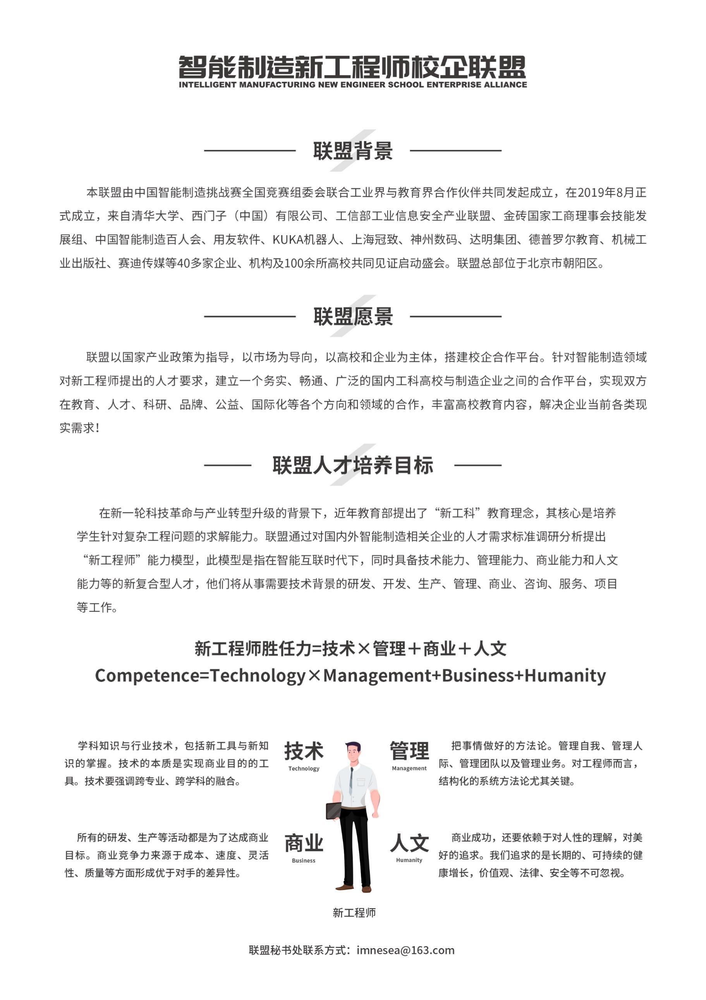 智能制造新工程师校企联盟
INTELLIGENT MANUFACTURING NEW ENGINEER SCHOOL ENTERPRISE ALLIANCE
联盟背景
本联盟由中国智能制造挑战赛全国竞赛组委会联合工业界与教育界合作伙伴共同发起成立，在2019年8月正
式成立，来自清华大学、西门子（中国）有限公司、工信部工业信息安全产业联盟、金砖国家工商理事会技能发
展组、中国智能制造百人会、用友软件、KUKA机器人、上海冠致、神州数码、达明集团、德普罗尔教育、机械工
业出版社、赛迪传媒等40多家企业、机构及100余所高校共同见证启动盛会。联盟总部位于北京市朝阳区。
联盟愿景
联盟以国家产业政策为指导，以市场为导向，以高校和企业为主体，搭建校企合作平台。针对智能制造领域
对新工程师提出的人才要求，建立一个务实、畅通、广泛的国内工科高校与制造企业之间的合作平台，实现双方
在教育、人才、科研、品牌、公益、国际化等各个方向和领域的合作，丰富高校教育内容，解决企业当前各类现
实需求！
联盟人才培养目标
在新一轮科技革命与产业转型升级的背景下，近年教育部提出了“新工科”教育理念，其核心是培养
学生针对复杂工程问题的求解能力。联盟通过对国内外智能制造相关企业的人才需求标准调研分析提出
“新工程师”能力模型，此模型是指在智能互联时代下，同时具备技术能力、管理能力、商业能力和人文
能力等的新复合型人才，他们将从事需要技术背景的研发、开发、生产、管理、商业、咨询、服务、项目
等工作。
新工程师胜任力=技术×管理＋商业＋人文
Competence=Technology×Management+Business+Humanity
学科知识与行业技术，包括新工具与新知
识的掌握。技术的本质是实现商业目的的工
具。技术要强调跨专业、跨学科的融合。
技术
Technology
管理
Management
把事情做好的方法论。管理自我、管理人
际、管理团队以及管理业务。对工程师而言，
结构化的系统方法论尤其关键。
所有的研发、生产等活动都是为了达成商业
目标。商业竞争力来源于成本、速度、灵活
性、质量等方面形成优于对手的差异性。
商业
Business
人文
Humanity
商业成功，还要依赖于对人性的理解，对美
好的追求。我们追求的是长期的、可持续的健
康增长，价值观、法律、安全等不可忽视。
新工程师
联盟秘书处联系方式：imnesea@163.com